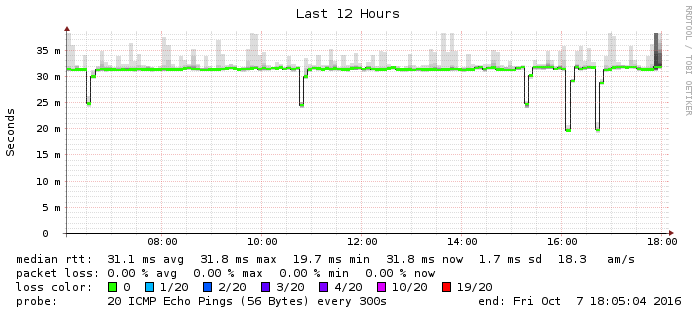 Last 12 Hours
RRDTOOL / TOBI OETIKER
Seconds
35 m
30 m
25 m
20 m
15 m
10 m
5 m
0
08:00 10:00 12:00 14:00 16:00 18:00
median rtt: 31.1 ms avg 31.8 ms max 19.7 ms min 31.8 ms now 1.7 ms sd 18.3 am/s
packet loss: 0.00 % avg 0.00 % max 0.00 % min 0.00 % now
loss color: 0 1/20 2/20 3/20 4/20 10/20 19/20
probe: 20 ICMP Echo Pings (56 Bytes) every 300s end: Fri Oct 7 18:05:04 2016